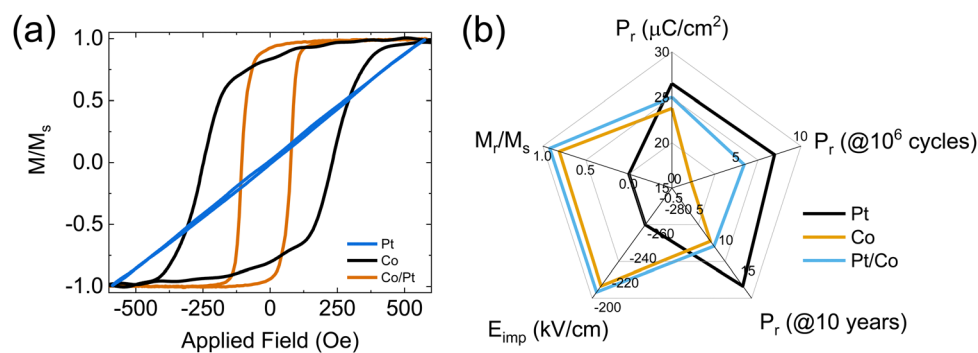 (a)
M/Ms
1.0
0.5
0.0
-0.5
-1.0
-500
-250
0
250
500
Applied Field (Oe)
Pt
Co
Co/Pt
(b)
Pr (μC/cm²)
30
25
20
15
Pr (@10⁶ cycles)
10
5
0
Pr (@10 years)
15
10
5
0
Eimp (kV/cm)
-200
-220
-240
-260
-280
Mr/Ms
1.0
0.5
0.0
-0.5
Pt
Co
Pt/Co